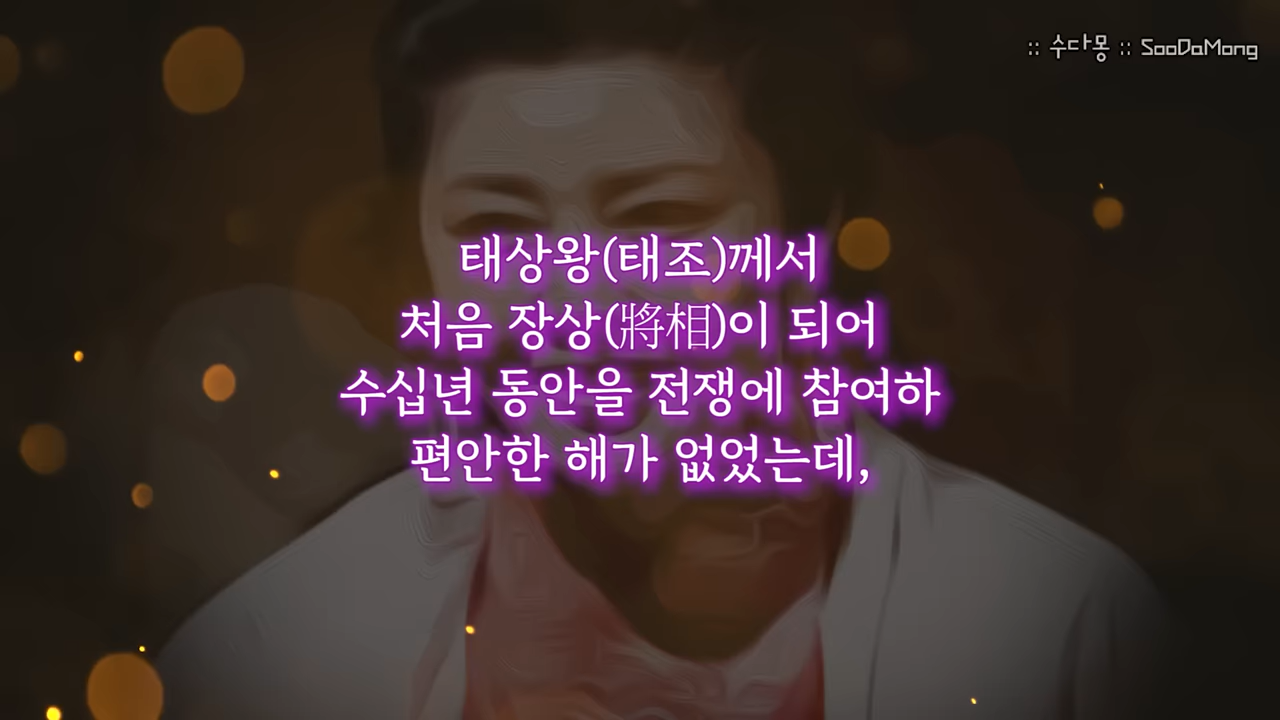 :: 수다몽 :: SooDaMong
태상왕(태조)께서
처음 장상(將相)이 되어
수십년 동안을 전쟁에 참여하
편안한 해가 없었는데,